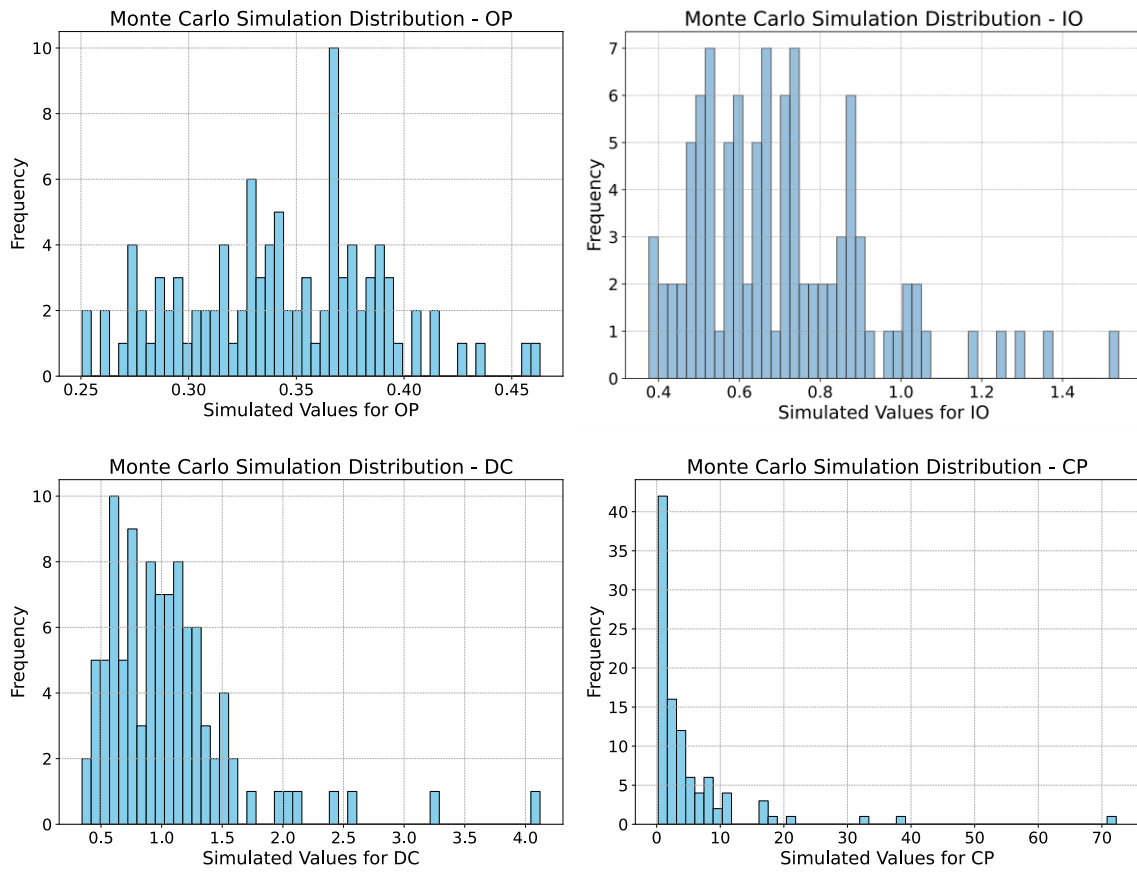 Monte Carlo Simulation Distribution - OP
Frequency
10
8
6
4
2
0
0.25 0.30 0.35 0.40 0.45
Simulated Values for OP
Monte Carlo Simulation Distribution - IO
Frequency
7
6
5
4
3
2
1
0
0.4 0.6 0.8 1.0 1.2 1.4
Simulated Values for IO
Monte Carlo Simulation Distribution - DC
Frequency
10
8
6
4
2
0
0.5 1.0 1.5 2.0 2.5 3.0 3.5 4.0
Simulated Values for DC
Monte Carlo Simulation Distribution - CP
Frequency
40
35
30
25
20
15
10
5
0
0 10 20 30 40 50 60 70
Simulated Values for CP